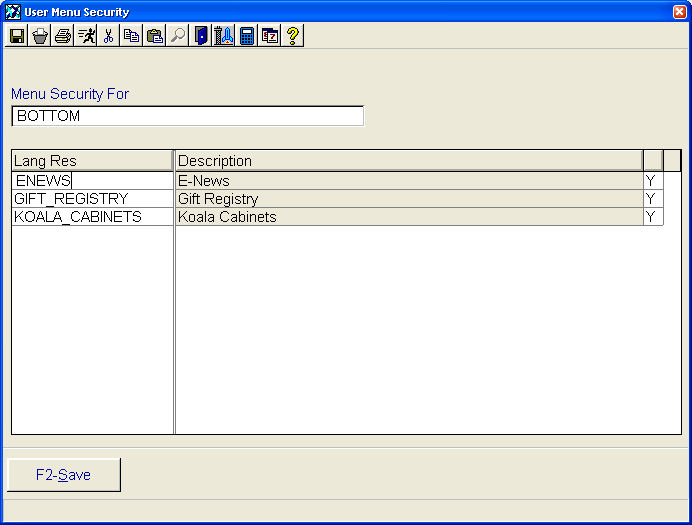 User Menu Security
Menu Security For
BOTTOM
Lang Res Description
ENEWS E-News Y
GIFT_REGISTRY Gift Registry Y
KOALA_CABINETS Koala Cabinets Y
F2-Save